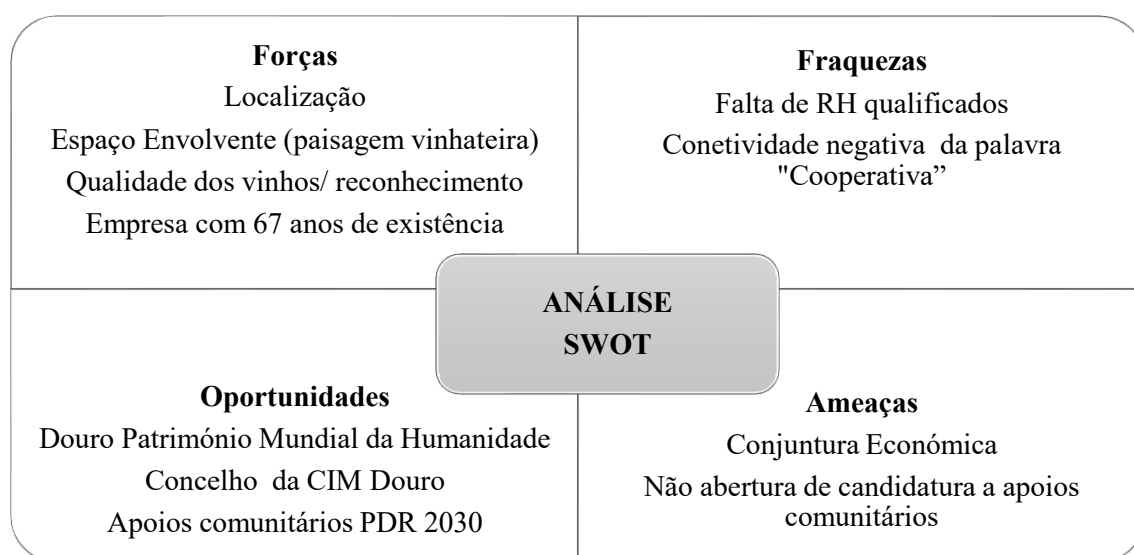 Forças
Localização
Espaço Envolvente (paisagem vinhateira)
Qualidade dos vinhos/ reconhecimento
Empresa com 67 anos de existência
Fraquezas
Falta de RH qualificados
Conetividade negativa da palavra
"Cooperativa”
ANÁLISE
SWOT
Oportunidades
Douro Património Mundial da Humanidade
Concelho da CIM Douro
Apoios comunitários PDR 2030
Ameaças
Conjuntura Económica
Não abertura de candidatura a apoios
comunitários